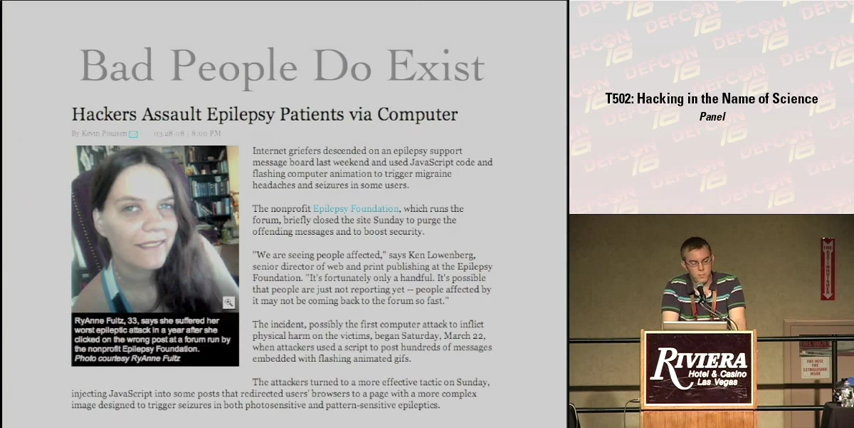 Bad People Do Exist
Hackers Assault Epilepsy Patients via Computer
By Kevin Poulsen 03.28.08 | 8:00 PM
Internet griefers descended on an epilepsy support
message board last weekend and used JavaScript code and
flashing computer animation to trigger migraine
headaches and seizures in some users.
The nonprofit Epilepsy Foundation, which runs the
forum, briefly closed the site Sunday to purge the
offending messages and to boost security.
"We are seeing people affected," says Ken Lowenberg,
senior director of web and print publishing at the Epilepsy
Foundation. "It's fortunately only a handful. It's possible
that people are just not reporting yet -- people affected by
it may not be coming back to the forum so fast."
The incident, possibly the first computer attack to inflict
physical harm on the victims, began Saturday, March 22,
when attackers used a script to post hundreds of messages
embedded with flashing animated gifs.
The attackers turned to a more effective tactic on Sunday,
injecting JavaScript into some posts that redirected users' browsers to a page with a more complex
image designed to trigger seizures in both photosensitive and pattern-sensitive epileptics.
RyAnne Fultz, 33, says she suffered her
worst epileptic attack in a year after she
clicked on the wrong post at a forum run by
the nonprofit Epilepsy Foundation.
Photo courtesy RyAnne Fultz
DEFCON
16
T502: Hacking in the Name of Science
Panel
RIVIERA
Hotel & Casino
Las Vegas